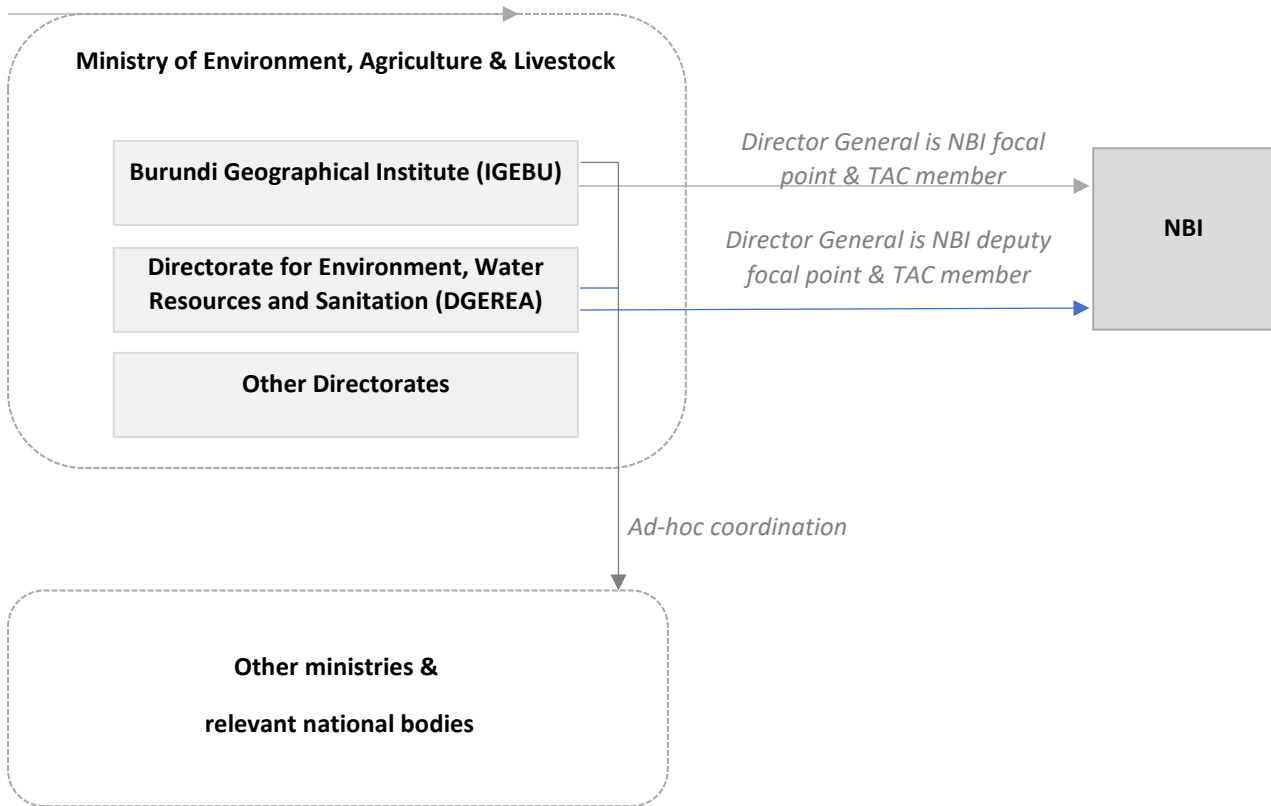 Ministry of Environment, Agriculture & Livestock
Burundi Geographical Institute (IGEBU)
Director General is NBI focal
point & TAC member
NBI
Directorate for Environment, Water
Resources and Sanitation (DGEREA)
Director General is NBI deputy
focal point & TAC member
Other Directorates
Ad-hoc coordination
Other ministries &
relevant national bodies